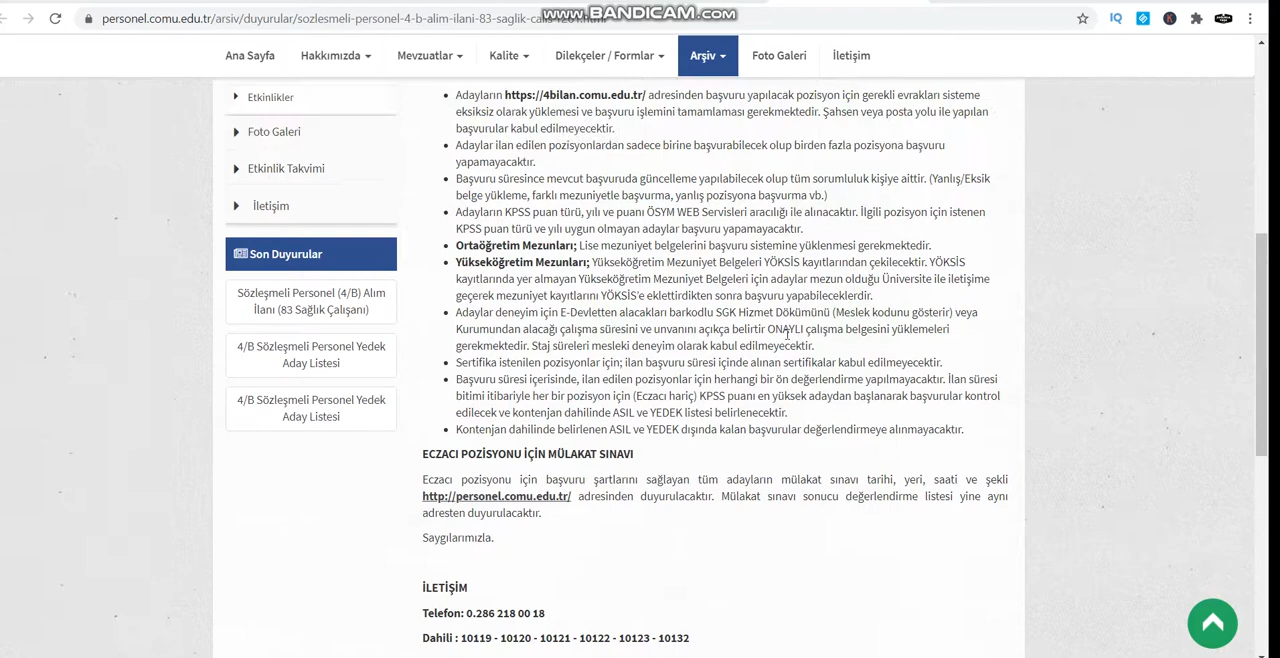 www.BANDICAM.com
personel.comu.edu.tr/arsiv/duyurular/sozlesmeli-personel-4-b-alim-ilani-83-saglik-calis
Ana Sayfa Hakkımızda Mevzuatlar Kalite Dilekçeler / Formlar Arşiv Foto Galeri İletişim
Etkinlikler
Foto Galeri
Etkinlik Takvimi
İletişim
Son Duyurular
Sözleşmeli Personel (4/B) Alım
İlanı (83 Sağlık Çalışanı)
4/B Sözleşmeli Personel Yedek
Aday Listesi
4/B Sözleşmeli Personel Yedek
Aday Listesi
Adayların https://4bilan.comu.edu.tr/ adresinden başvuru yapılacak pozisyon için gerekli evrakları sisteme
eksiksiz olarak yüklemesi ve başvuru işlemini tamamlaması gerekmektedir. Şahsen veya posta yolu ile yapılan
başvurular kabul edilmeyecektir.
Adaylar ilan edilen pozisyonlardan sadece birine başvurabilecek olup birden fazla pozisyona başvuru
yapamayacaktır.
Başvuru süresince mevcut başvuruda güncelleme yapılabilecek olup tüm sorumluluk kişiye aittir. (Yanlış/Eksik
belge yükleme, farklı mezuniyetle başvurma, yanlış pozisyona başvurma vb.)
Adayların KPSS puan türü, yılı ve puanı ÖSYM WEB Servisleri aracılığı ile alınacaktır. İlgili pozisyon için istenen
KPSS puan türü ve yılı uygun olmayan adaylar başvuru yapamayacaktır.
Ortaöğretim Mezunları; Lise mezuniyet belgelerini başvuru sistemine yüklenmesi gerekmektedir.
Yükseköğretim Mezunları; Yükseköğretim Mezuniyet Belgeleri YÖKSİS kayıtlarından çekilecektir. YÖKSİS
kayıtlarında yer almayan Yükseköğretim Mezuniyet Belgeleri için adaylar mezun olduğu Üniversite ile iletişime
geçerek mezuniyet kayıtlarını YÖKSİS'e eklettirdikten sonra başvuru yapabileceklerdir.
Adaylar deneyim için E-Devletten alacakları barkodlu SGK Hizmet Dökümünü (Meslek kodunu gösterir) veya
Kurumundan alacağı çalışma süresini ve unvanını açıkça belirtir ONAYLI çalışma belgesini yüklemeleri
gerekmektedir. Staj süreleri mesleki deneyim olarak kabul edilmeyecektir.
Sertifika istenilen pozisyonlar için; ilan başvuru süresi içinde alınan sertifikalar kabul edilmeyecektir.
Başvuru süresi içerisinde, ilan edilen pozisyonlar için herhangi bir ön değerlendirme yapılmayacaktır. İlan süresi
bitimi itibariyle her bir pozisyon için (Eczacı hariç) KPSS puanı en yüksek adaydan başlanarak başvurular kontrol
edilecek ve kontenjan dahilinde ASIL ve YEDEK listesi belirlenecektir.
Kontenjan dahilinde belirlenen ASIL ve YEDEK dışında kalan başvurular değerlendirmeye alınmayacaktır.
ECZACI POZİSYONU İÇİN MÜLAKAT SINAVI
Eczacı pozisyonu için başvuru şartlarını sağlayan tüm adayların mülakat sınavı tarihi, yeri, saati ve şekli
http://personel.comu.edu.tr/ adresinden duyurulacaktır. Mülakat sınavı sonucu değerlendirme listesi yine aynı
adresten duyurulacaktır.
Saygılarımızla.
İLETİŞİM
Telefon: 0.286 218 00 18
Dahili : 10119 - 10120 - 10121 - 10122 - 10123 - 10132